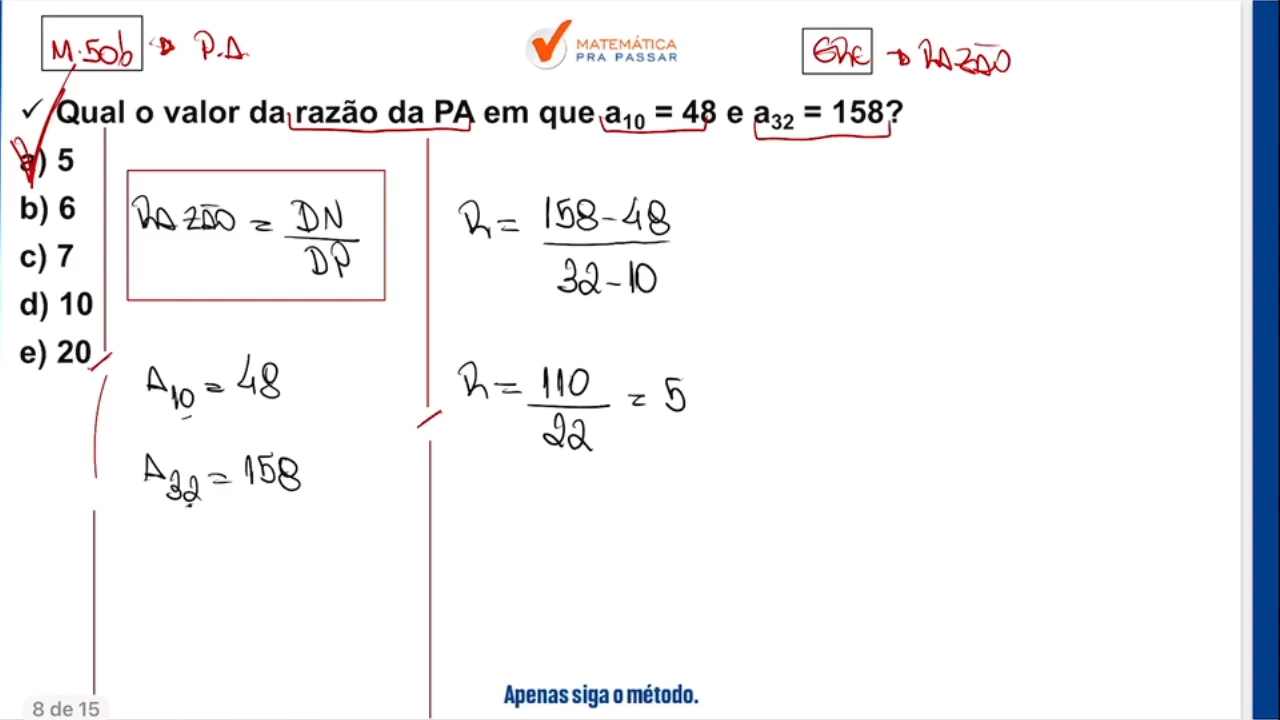 M.50b → P.A
MATEMÁTICA
PRA PASSAR
→ RAZÃO
✓ Qual o valor da razão da PA em que a₁₀ = 48 e a₃₂ = 158?
a) 5
b) 6
c) 7
d) 10
e) 20
RAZÃO = DN / DP
A₁₀ = 48
A₃₂ = 158
R = 158-48 / 32-10
R = 110 / 22 = 5
Apenas siga o método.
8 de 15